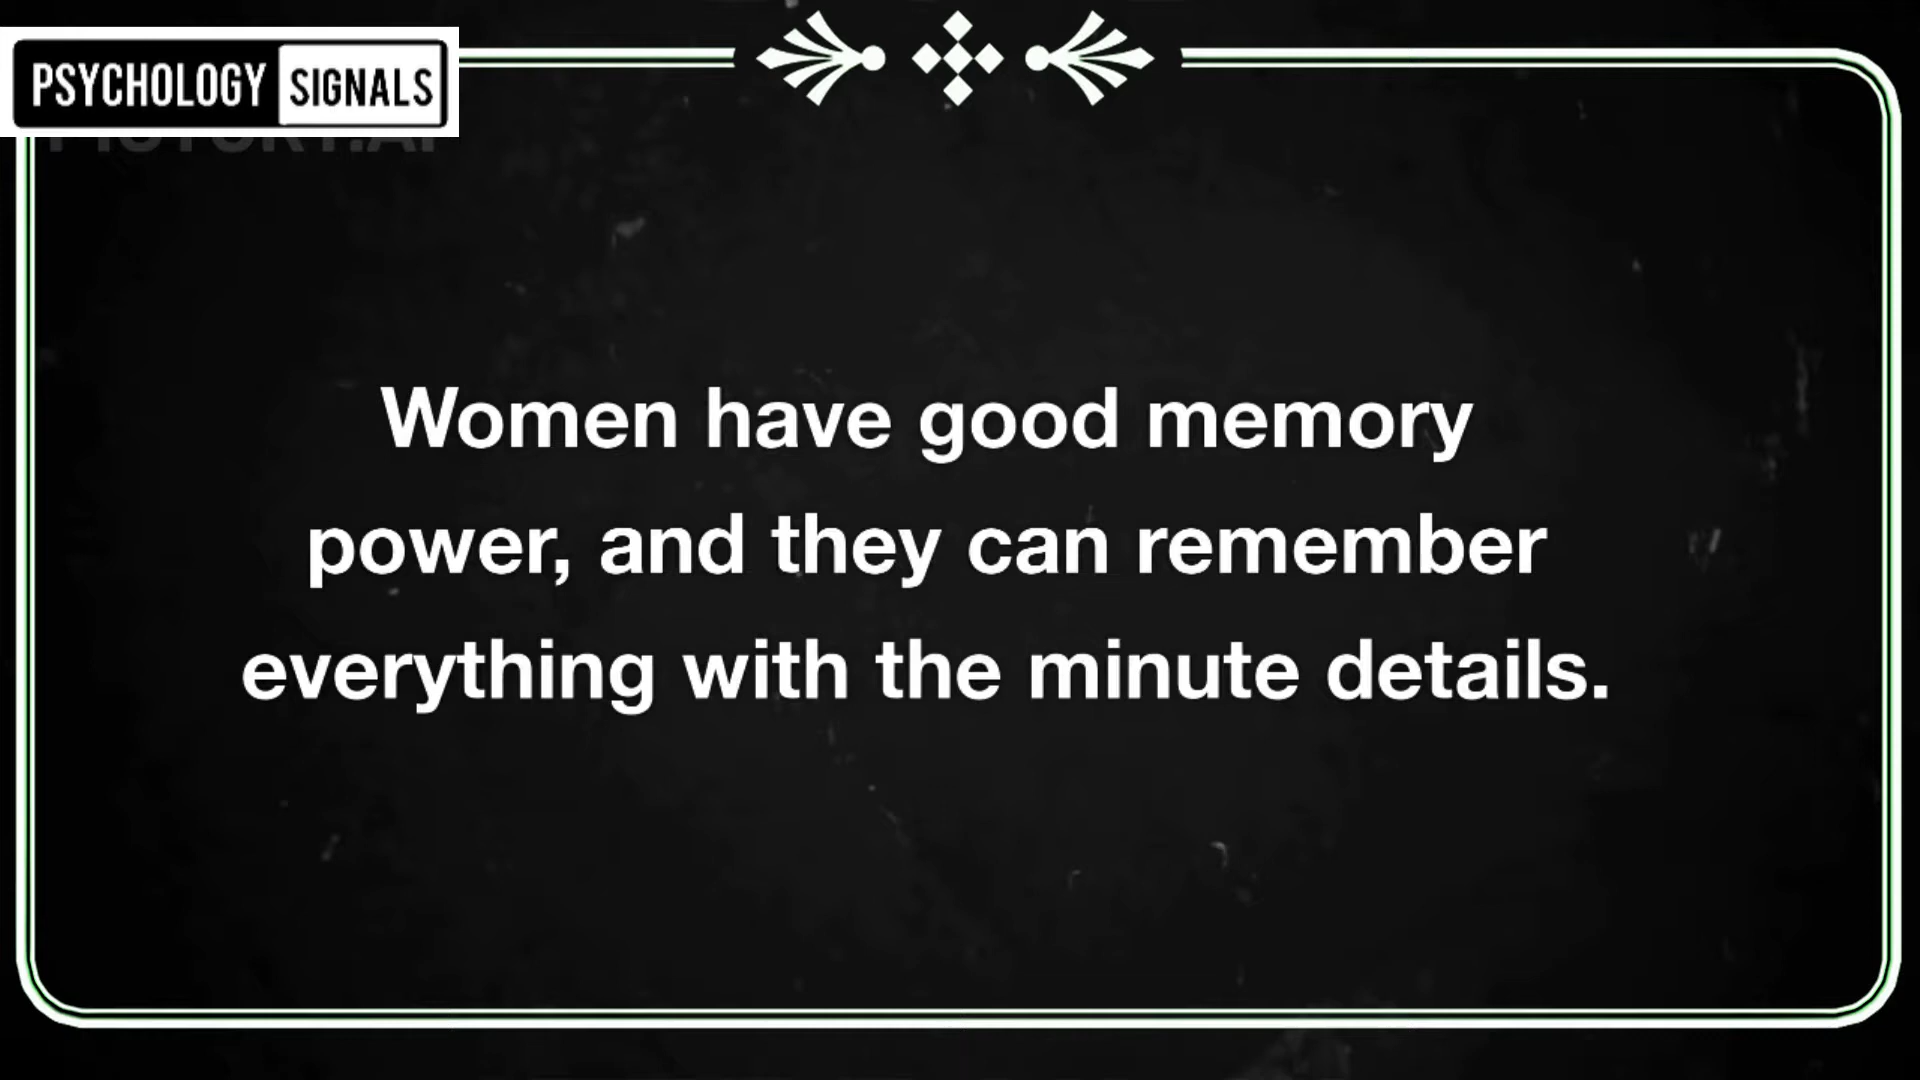 PSYCHOLOGY SIGNALS
Women have good memory
power, and they can remember
everything with the minute details.